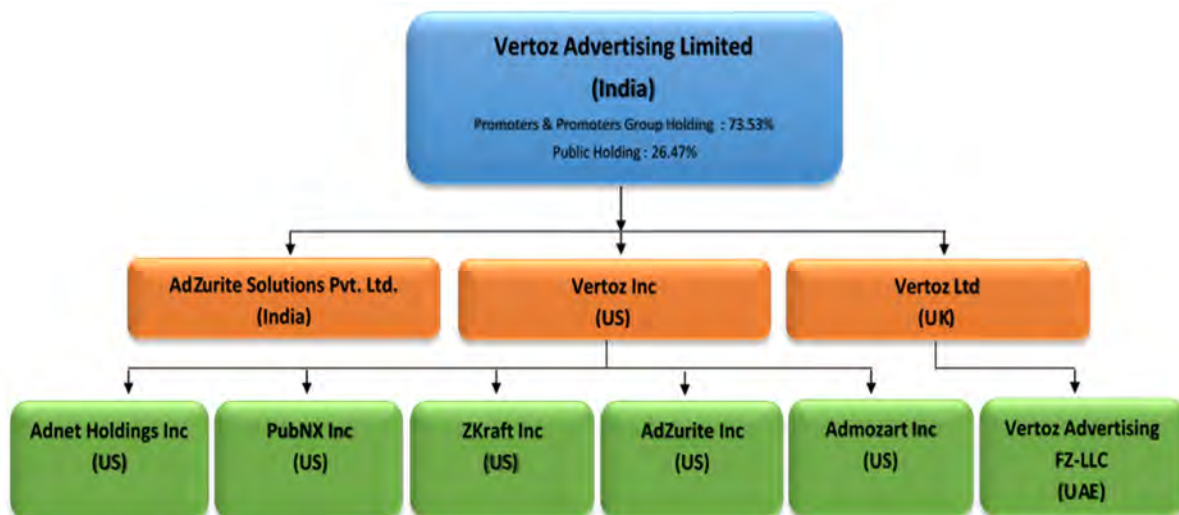 Vertoz Advertising Limited
(India)
Promoters & Promoters Group Holding : 73.53%
Public Holding : 26.47%
AdZurite Solutions Pvt. Ltd.
(India)
Vertoz Inc
(US)
Vertoz Ltd
(UK)
Adnet Holdings Inc
(US)
PubNX Inc
(US)
ZKraft Inc
(US)
AdZurite Inc
(US)
Admozart Inc
(US)
Vertoz Advertising
FZ-LLC
(UAE)